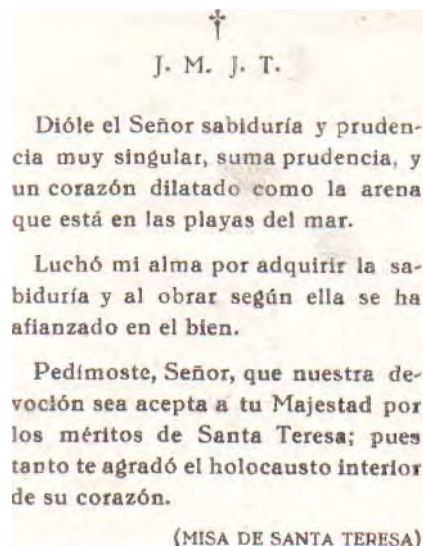 †
J. M. J. T.
Dióle el Señor sabiduría y pruden-
cia muy singular, suma prudencia, y
un corazón dilatado como la arena
que está en las playas del mar.
Luchó mi alma por adquirir la sa-
biduría y al obrar según ella se ha
afianzado en el bien.
Pedímoste, Señor, que nuestra de-
voción sea acepta a tu Majestad por
los méritos de Santa Teresa; pues
tanto te agradó el holocausto interior
de su corazón.
(MISA DE SANTA TERESA)